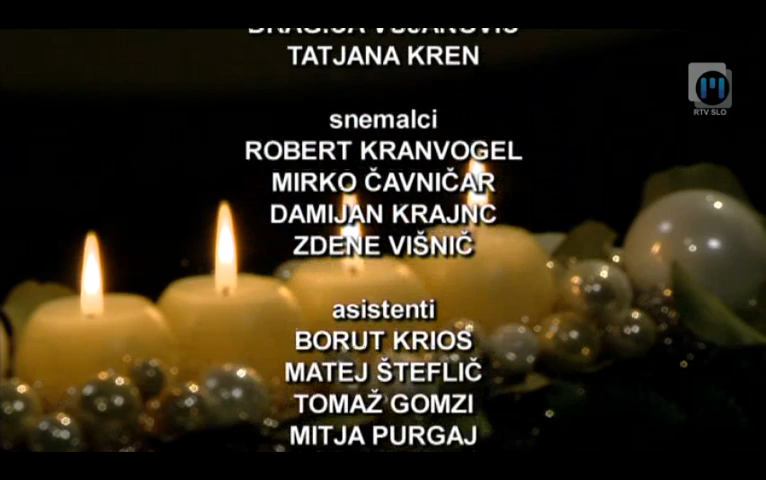 TATJANA KREN
RTV SLO
snemalci
ROBERT KRANVOGEL
MIRKO ČAVNIČAR
DAMIJAN KRAJNC
ZDENE VIŠNIČ
asistenti
BORUT KRIOS
MATEJ ŠTEFLIČ
TOMAŽ GOMZI
MITJA PURGAJ